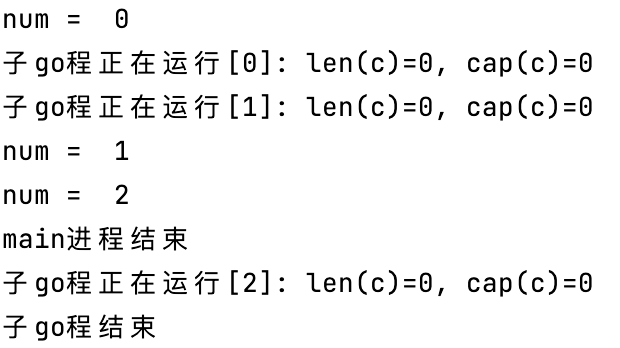 num =  0
子go程正在运行[0]: len(c)=0, cap(c)=0
子go程正在运行[1]: len(c)=0, cap(c)=0
num =  1
num =  2
main进程结束
子go程正在运行[2]: len(c)=0, cap(c)=0
子go程结束